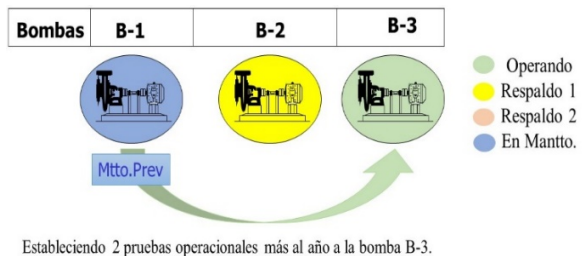 Bombas B-1 B-2 B-3
Operando
Respaldo 1
Respaldo 2
En Mantto.
Mtto.Prev
Estableciendo 2 pruebas operacionales más al año a la bomba B-3.